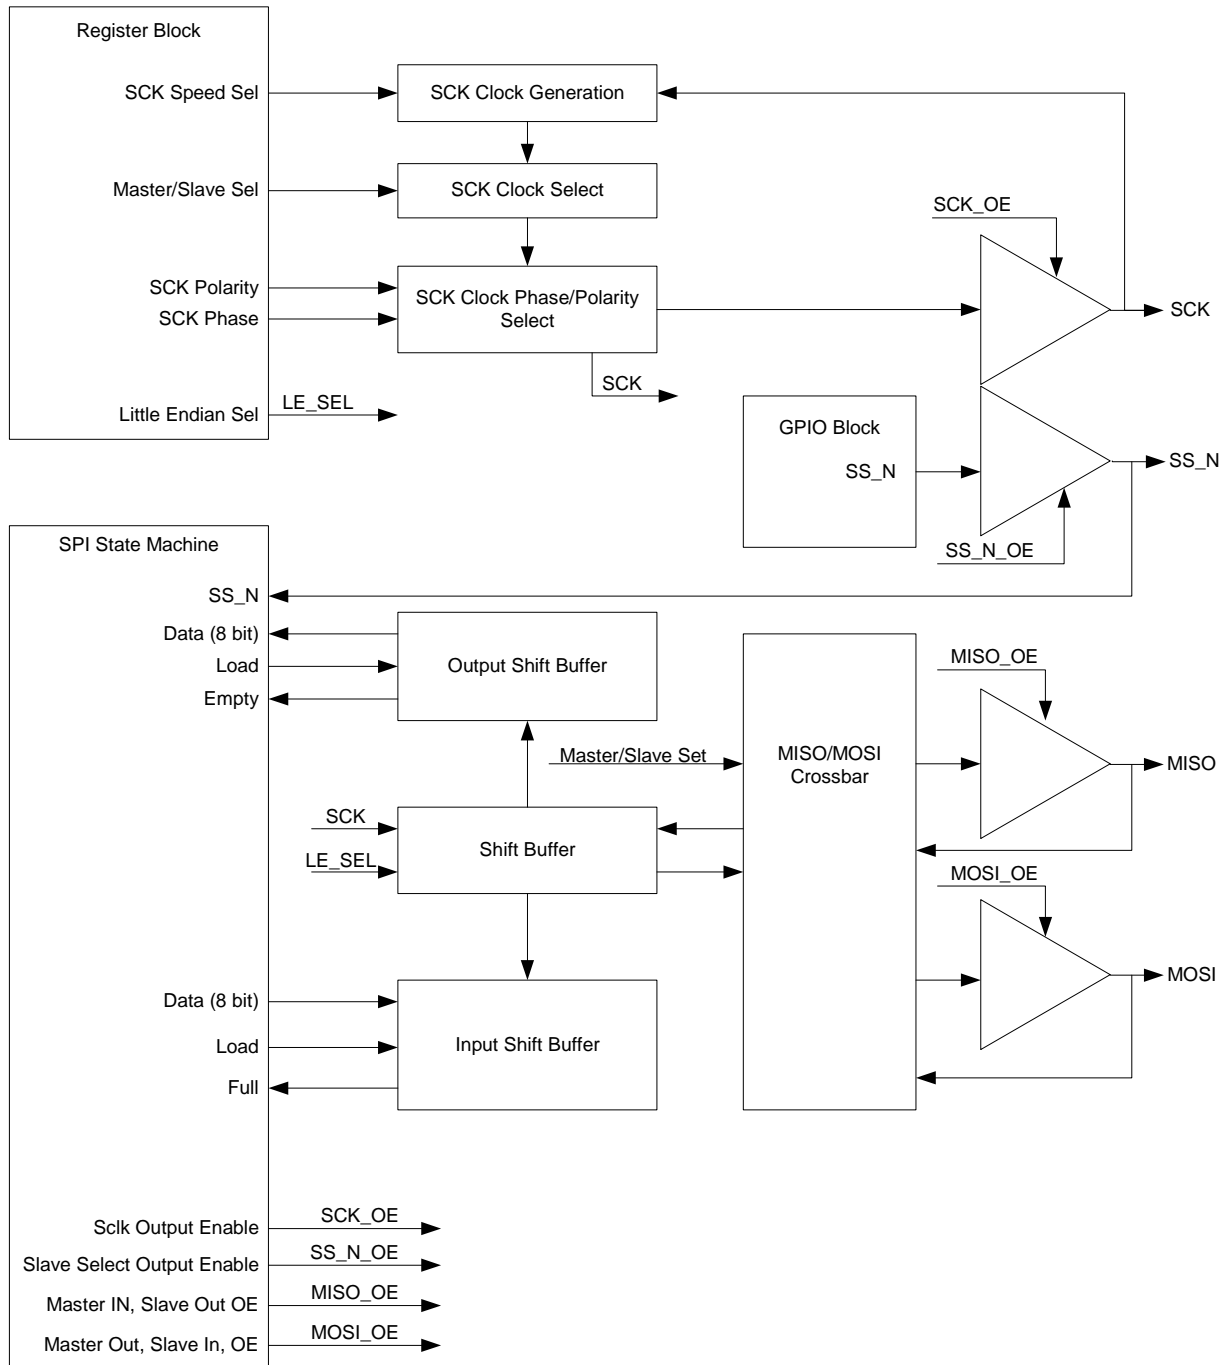 Register Block
SCK Speed Sel
SCK Clock Generation
Master/Slave Sel
SCK Clock Select
SCK_OE
SCK Polarity
SCK Phase
SCK Clock Phase/Polarity
Select
SCK
SCK
Little Endian Sel
LE_SEL
GPIO Block
SS_N
SS_N
SS_N_OE
SPI State Machine
SS_N
Data (8 bit)
Load
Empty
Output Shift Buffer
MISO_OE
Master/Slave Set
MISO/MOSI
Crossbar
MISO
SCK
LE_SEL
Shift Buffer
MOSI_OE
MOSI
Data (8 bit)
Load
Full
Input Shift Buffer
Sclk Output Enable
SCK_OE
Slave Select Output Enable
SS_N_OE
Master IN, Slave Out OE
MISO_OE
Master Out, Slave In, OE
MOSI_OE